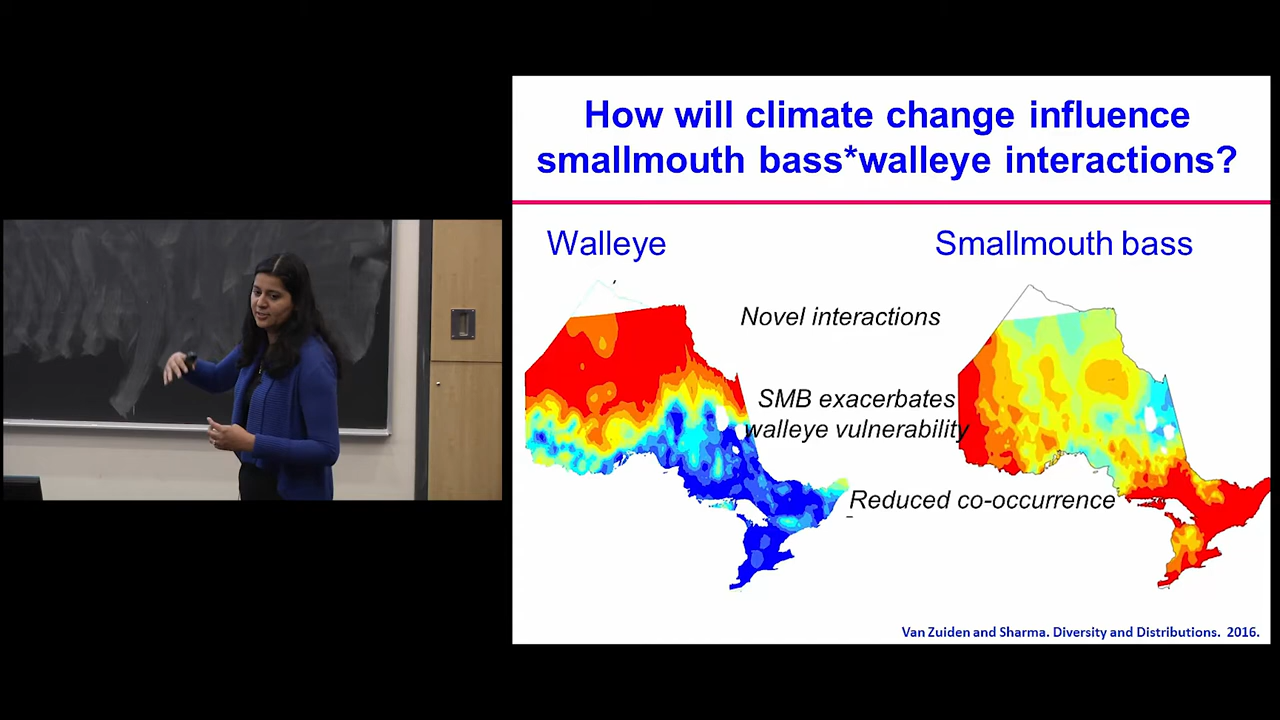 How will climate change influence
smallmouth bass*walleye interactions?
Walleye
Smallmouth bass
Novel interactions
SMB exacerbates
walleye vulnerability
Reduced co-occurrence
Van Zuiden and Sharma. Diversity and Distributions. 2016.